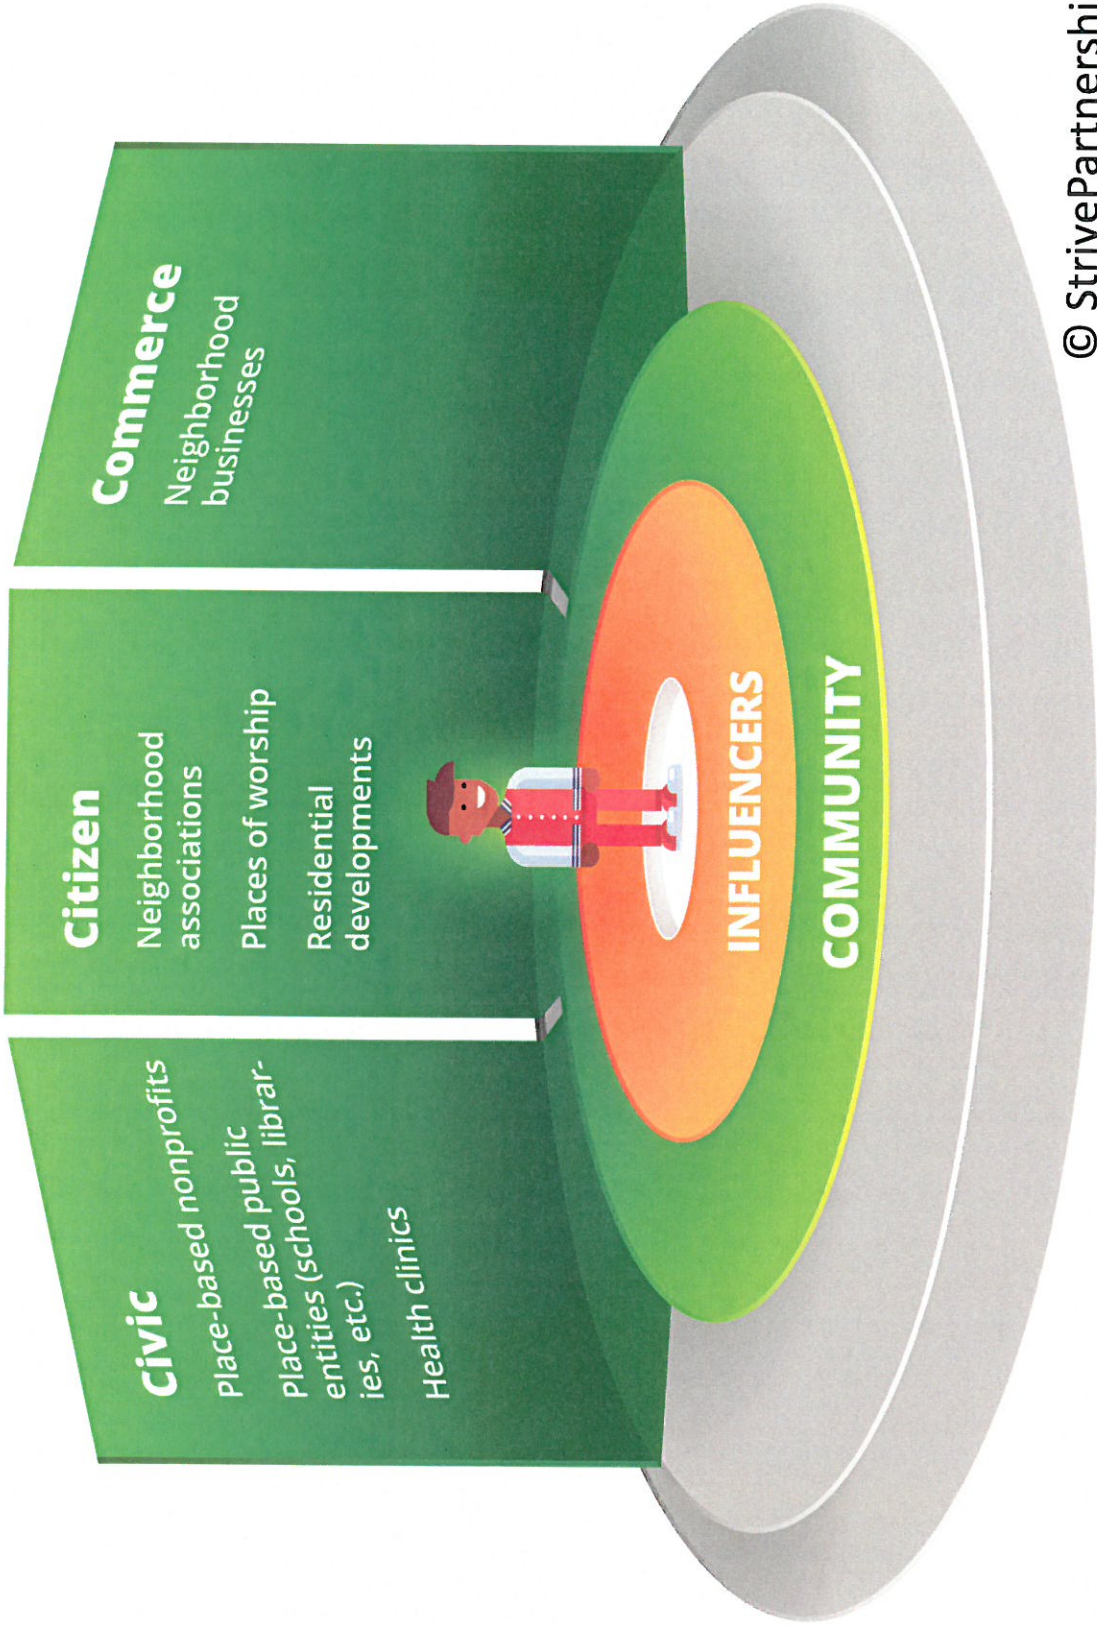 Civic
Place-based nonprofits
Place-based public
entities (schools, librar-
ies, etc.)
Health clinics
Citizen
Neighborhood
associations
Places of worship
Residential
developments
Commerce
Neighborhood
businesses
INFLUENCERS
COMMUNITY
© StrivePartnershi